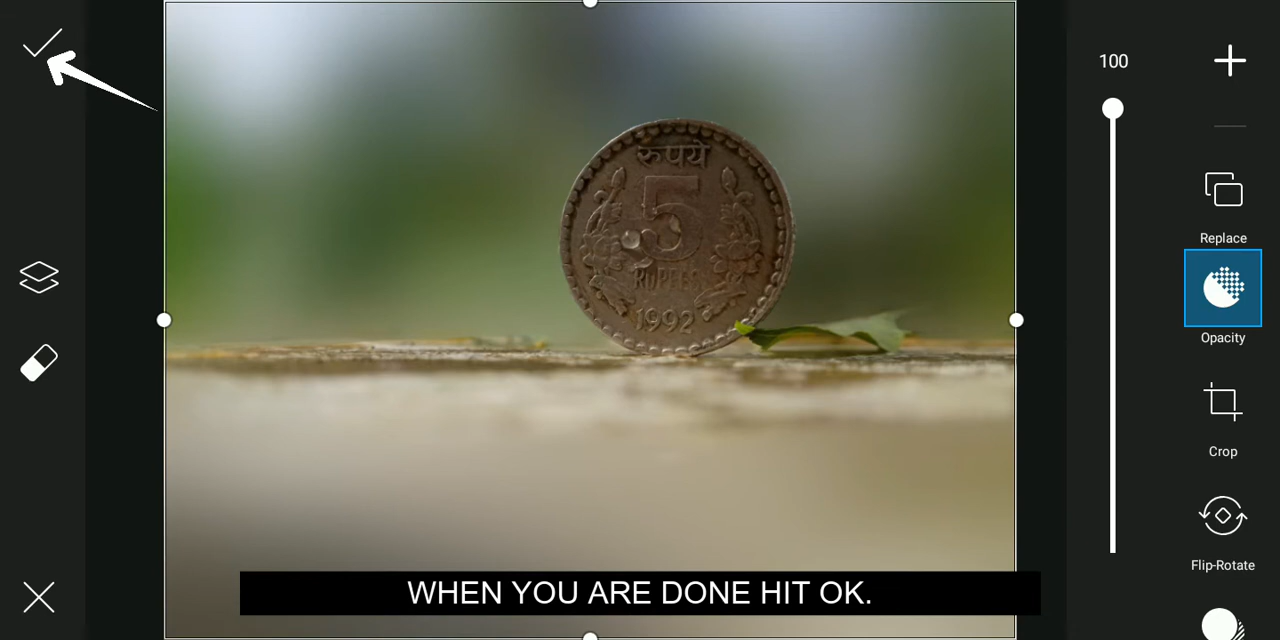 100
रुपये
5
RUPEES
1992
Replace
Opacity
Crop
Flip-Rotate
WHEN YOU ARE DONE HIT OK.